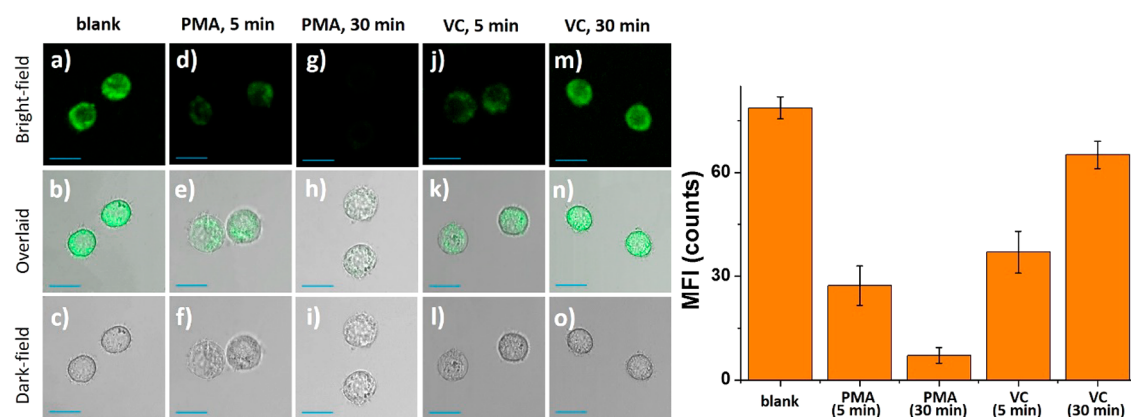 blank PMA, 5 min PMA, 30 min VC, 5 min VC, 30 min
Bright-field
a) d) g) j) m)
Overlaid
b) e) h) k) n)
Dark-field
c) f) i) l) o)
MFI (counts)
60
30
0
blank PMA (5 min) PMA (30 min) VC (5 min) VC (30 min)